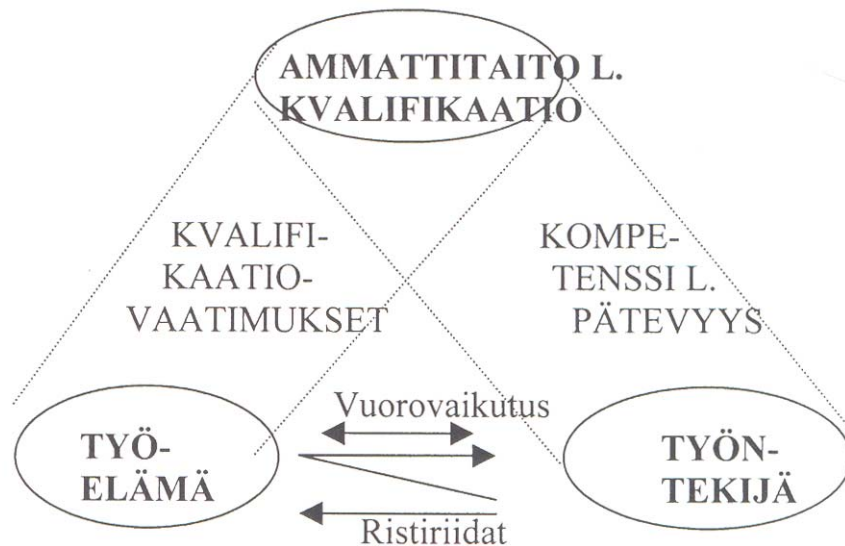 AMMATTITAITO L.
KVALIFIKAATIO
KVALIFI-
KAATIO-
VAATIMUKSET
KOMPE-
TENSSI L.
PÄTEVYYS
Vuorovaikutus
TYÖ-
ELÄMÄ
TYÖN-
TEKIJÄ
Ristiriidat